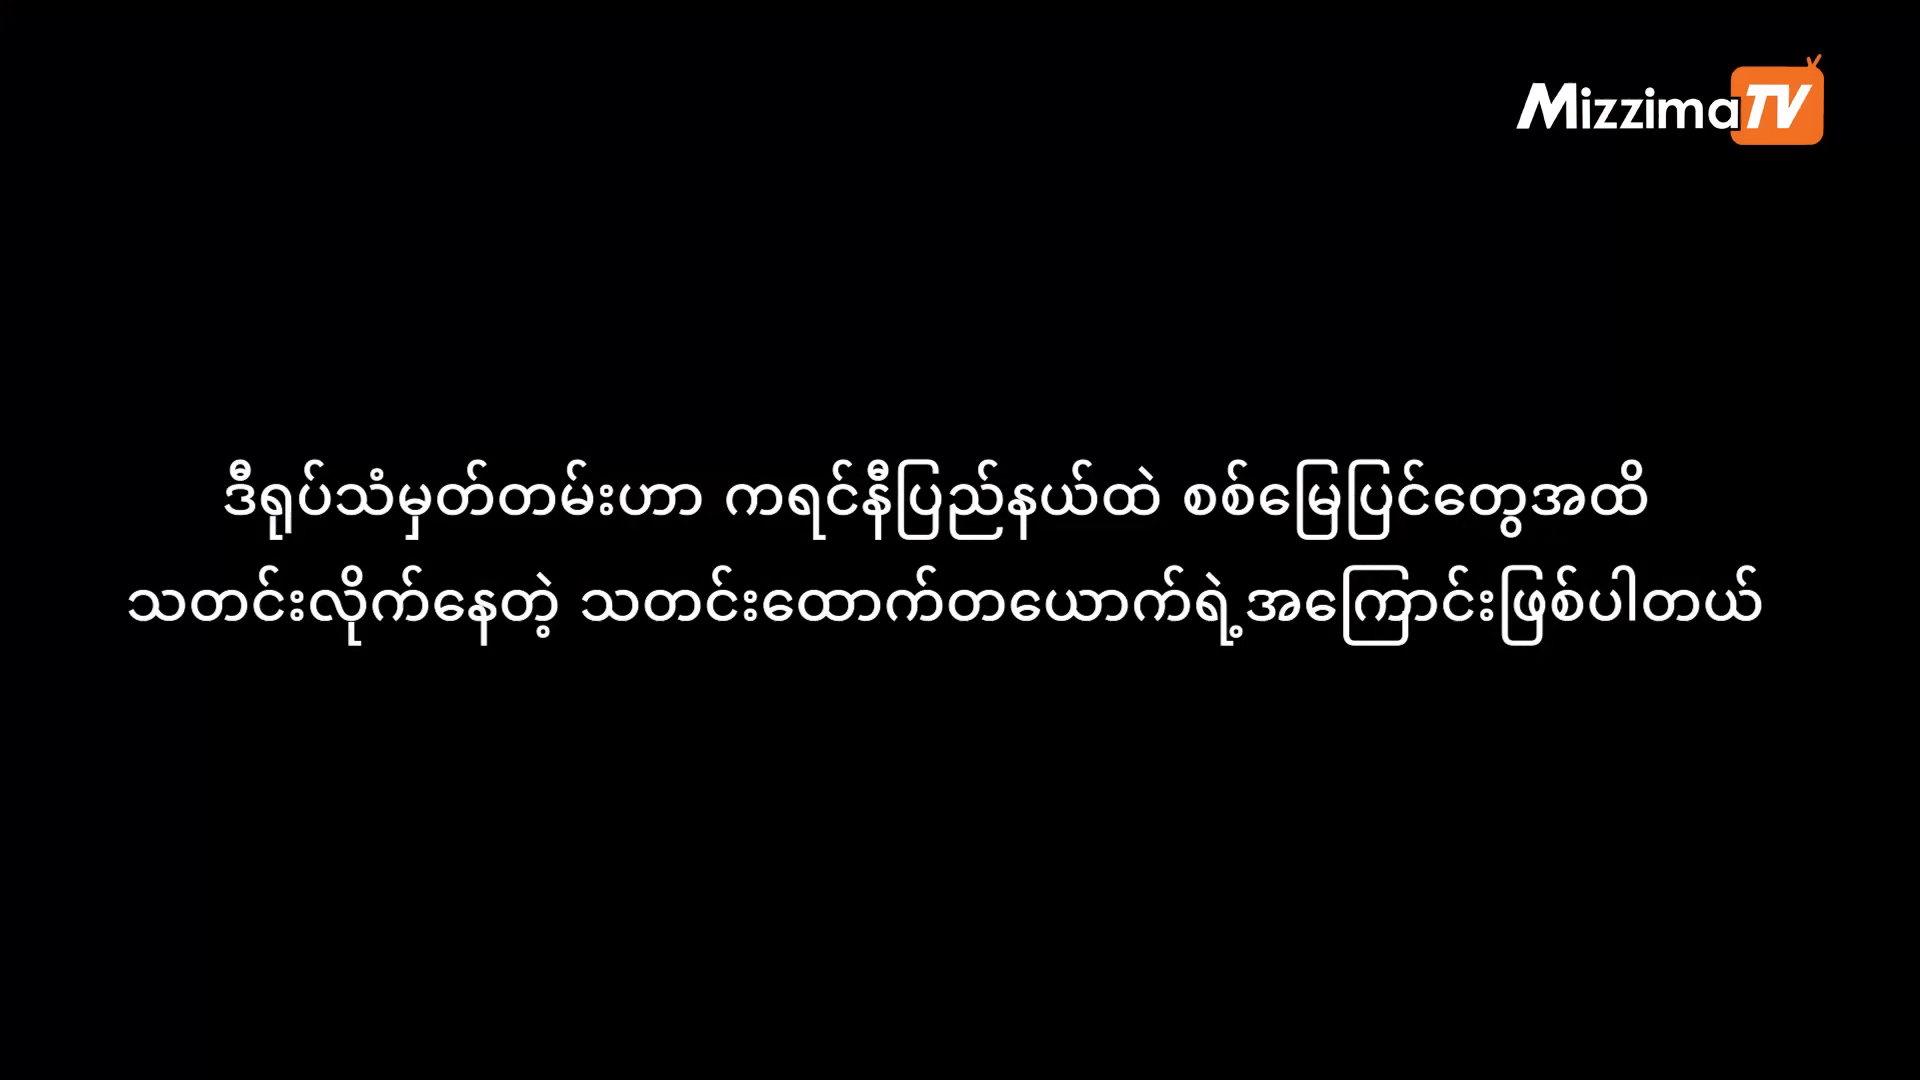 MizzimaTV
ဒီရုပ်သံမှတ်တမ်းဟာ ကရင်နီပြည်နယ်ထဲ စစ်မြေပြင်တွေအထိ
သတင်းလိုက်နေတဲ့ သတင်းထောက်တယောက်ရဲ့အကြောင်းဖြစ်ပါတယ်